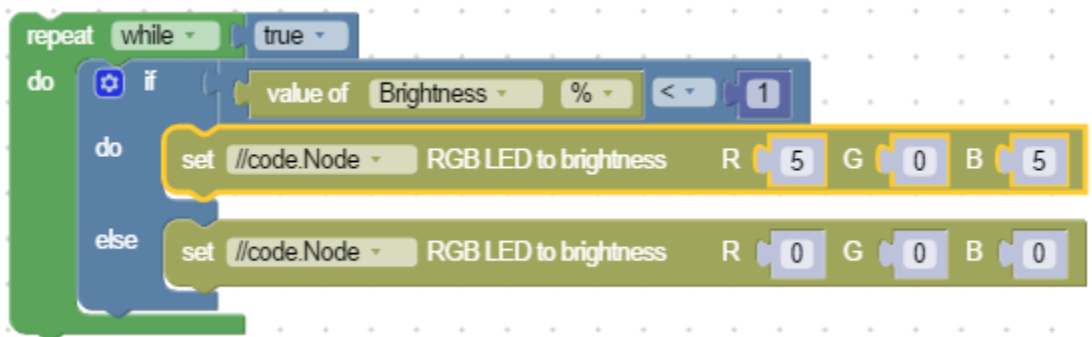 repeat while true
do if value of Brightness % < 1
do set //code.Node RGB LED to brightness R 5 G 0 B 5
else set //code.Node RGB LED to brightness R 0 G 0 B 0